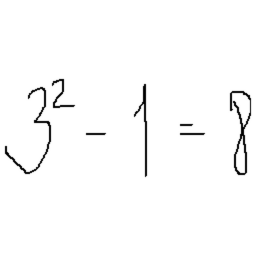 3² - 1 = 8